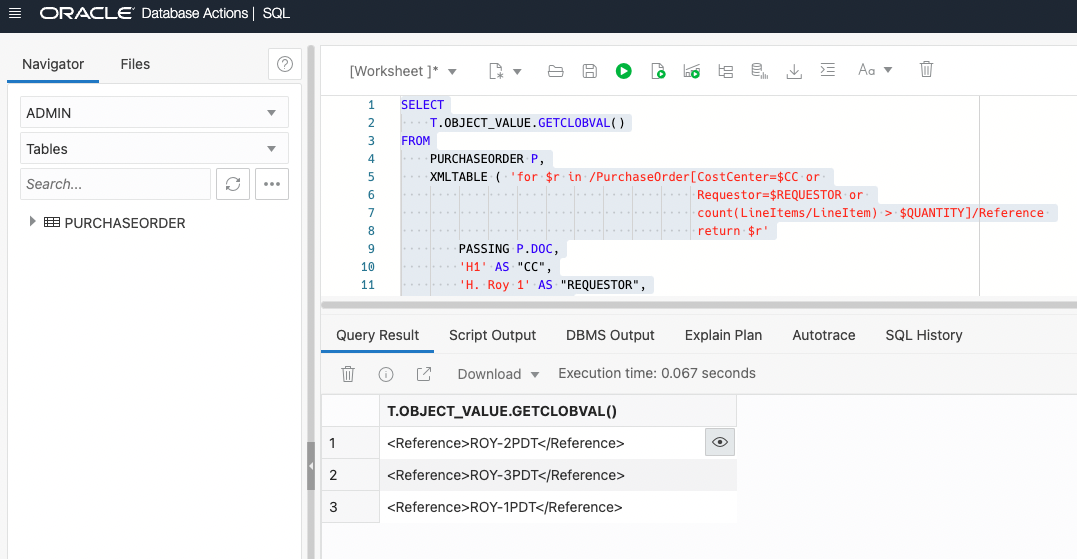 ORACLE Database Actions | SQL
Navigator Files
ADMIN
Tables
Search...
PURCHASEORDER
[Worksheet ]* Aa
1 SELECT
2 T.OBJECT_VALUE.GETCLOBVAL()
3 FROM
4 PURCHASEORDER P,
5 XMLTABLE ( 'for $r in /PurchaseOrder[CostCenter=$CC or
6 Requestor=$REQUESTOR or
7 count(LineItems/LineItem) > $QUANTITY]/Reference
8 return $r'
9 PASSING P.DOC,
10 'H1' AS "CC",
11 'H. Roy 1' AS "REQUESTOR",
Query Result Script Output DBMS Output Explain Plan Autotrace SQL History
Download Execution time: 0.067 seconds
T.OBJECT_VALUE.GETCLOBVAL()
1 <Reference>ROY-2PDT</Reference>
2 <Reference>ROY-3PDT</Reference>
3 <Reference>ROY-1PDT</Reference>